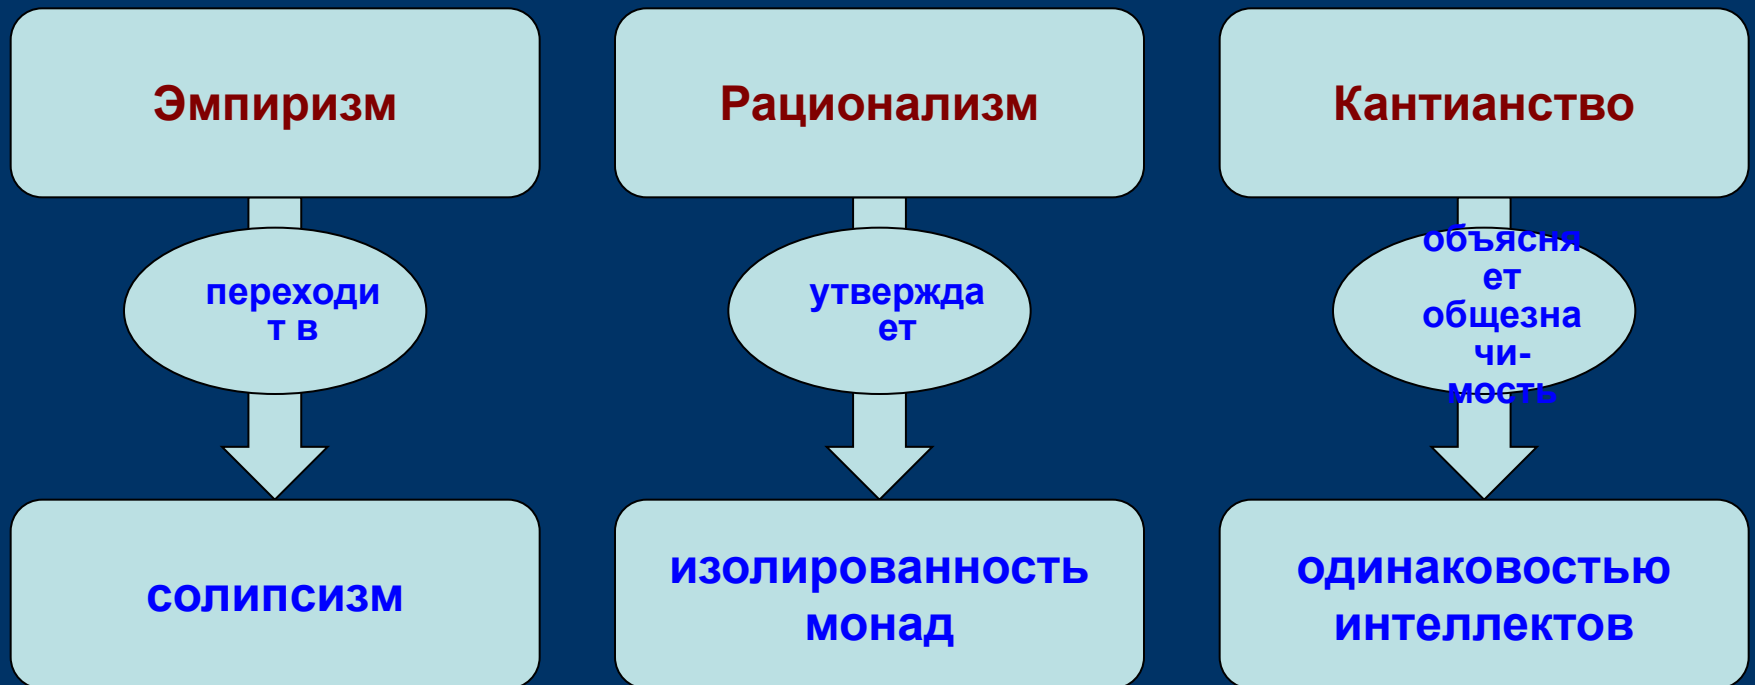 Эмпиризм
Рационализм
Кантианство
переходи
т в
утвержда
ет
объясня
ет
общезна
чи-
мость
солипсизм
изолированность
монад
одинаковостью
интеллектов